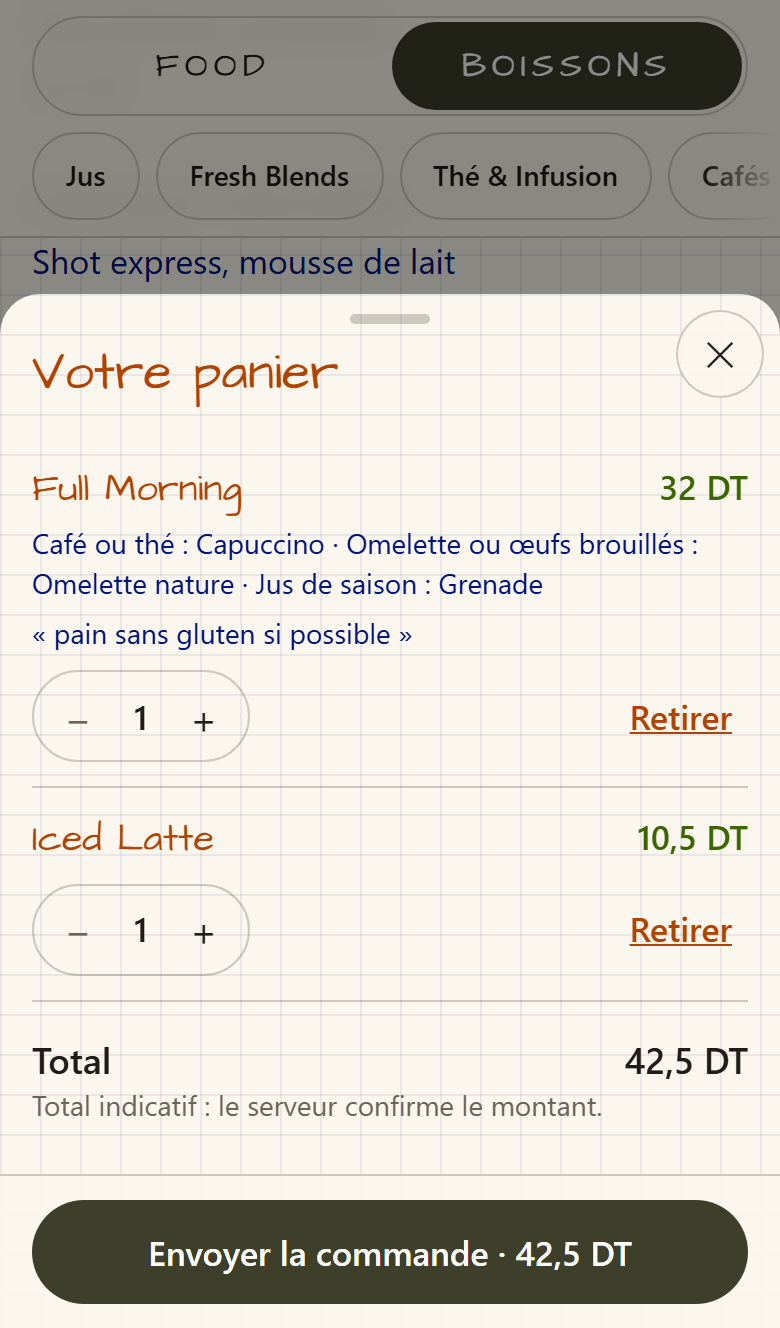 FOOD
BOISSONS
Jus
Fresh Blends
Thé & Infusion
Cafés
Shot express, mousse de lait
Votre panier
Full Morning
32 DT
Café ou thé : Capuccino · Omelette ou œufs brouillés :
Omelette nature · Jus de saison : Grenade
« pain sans gluten si possible »
− 1 +
Retirer
Iced Latte
10,5 DT
− 1 +
Retirer
Total
42,5 DT
Total indicatif : le serveur confirme le montant.
Envoyer la commande · 42,5 DT